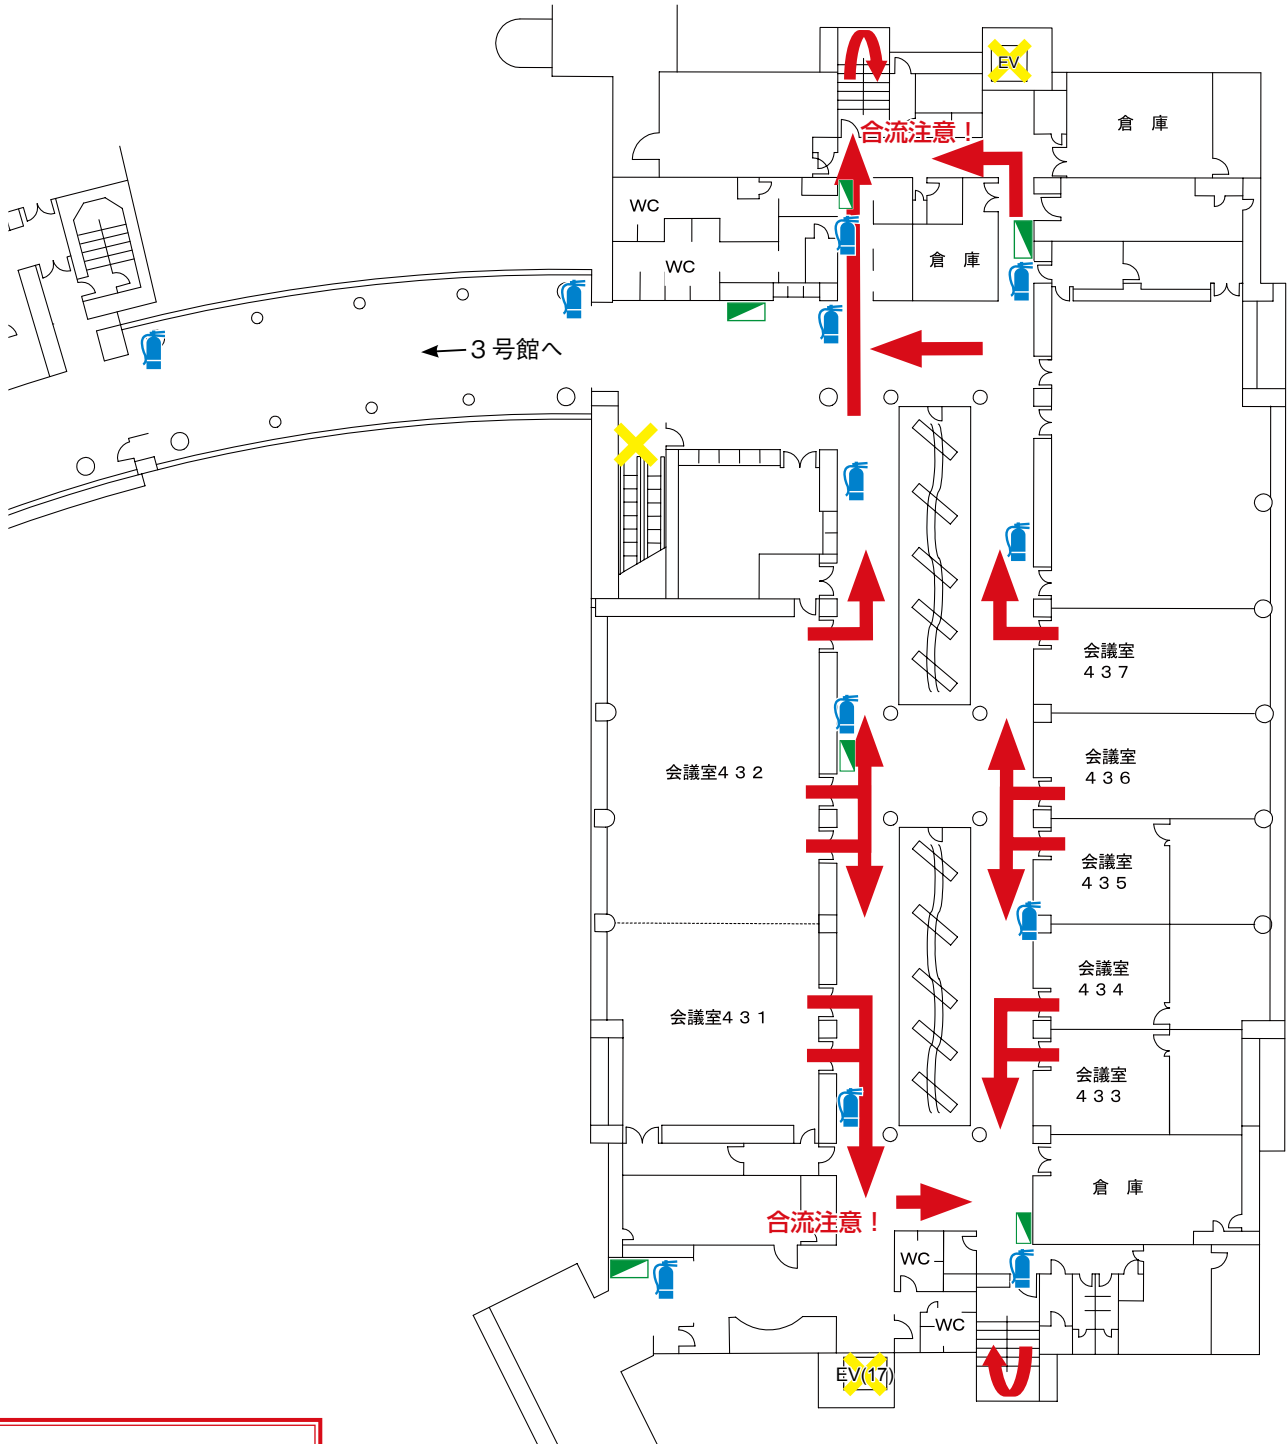 EV
倉　庫
合流注意！
WC
WC
倉　庫
３号館へ
会議室
４３７
会議室
４３６
会議室４３２
会議室
４３５
会議室
４３４
会議室４３１
会議室
４３３
倉　庫
合流注意！
WC
WC
EV(17)